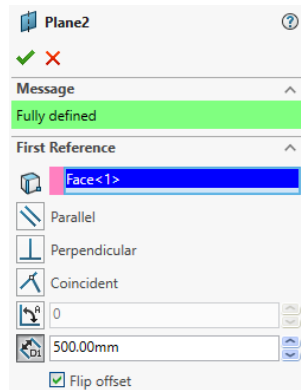 Plane2
Message
Fully defined
First Reference
Face<1>
Parallel
Perpendicular
Coincident
0
500.00mm
Flip offset